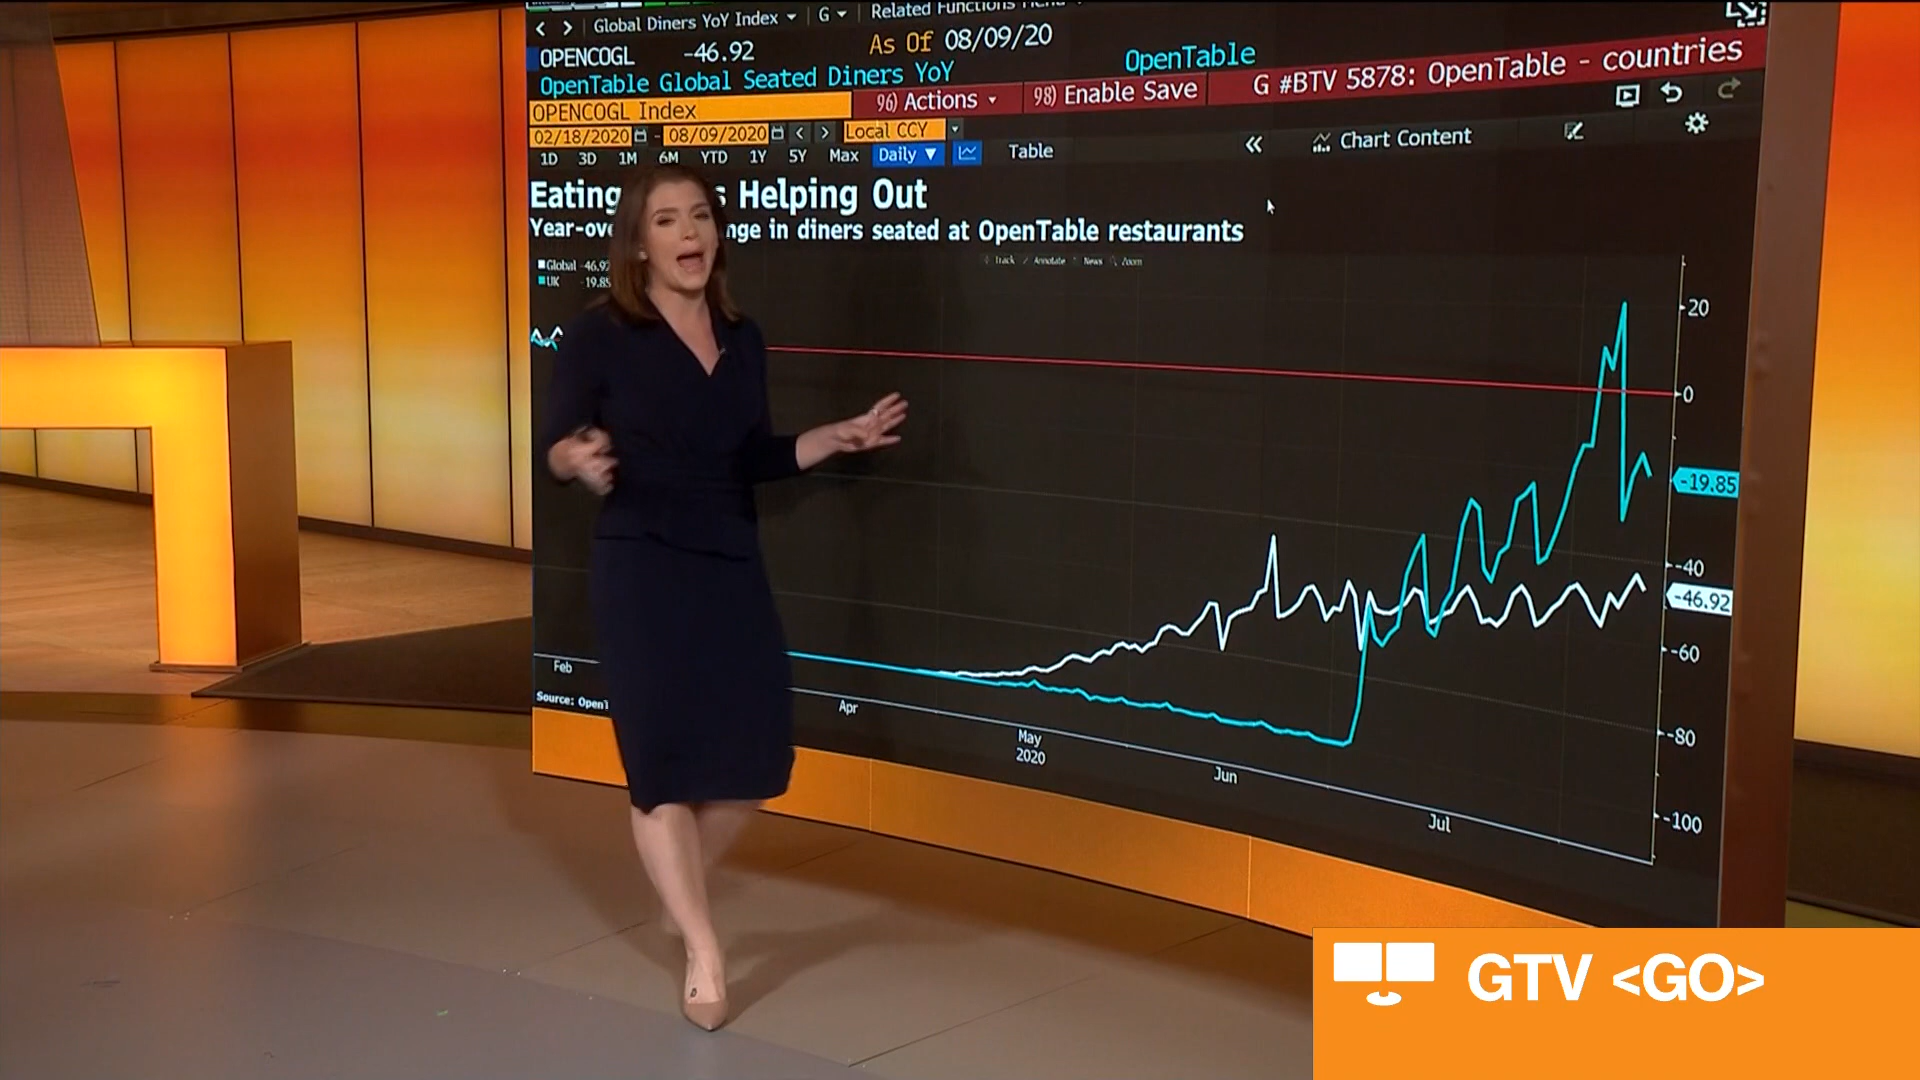 Global Diners YoY Index
G
Related Functions Menu
OPENCOGL -46.92 As Of 08/09/20 OpenTable
OpenTable Global Seated Diners YoY
OPENCOGL Index 96) Actions 98) Enable Save G #BTV 5878: OpenTable - countries
02/18/2020 - 08/09/2020 Local CCY
1D 3D 1M 6M YTD 1Y 5Y Max Daily Table Chart Content
Eating s Helping Out
Year-ov nge in diners seated at OpenTable restaurants
Track Annotate News Zoom
Global -46.92
UK -19.85
20
0
-19.85
-40
-46.92
-60
-80
-100
Feb
Apr
May
2020
Jun
Jul
Source: OpenT
GTV <GO>